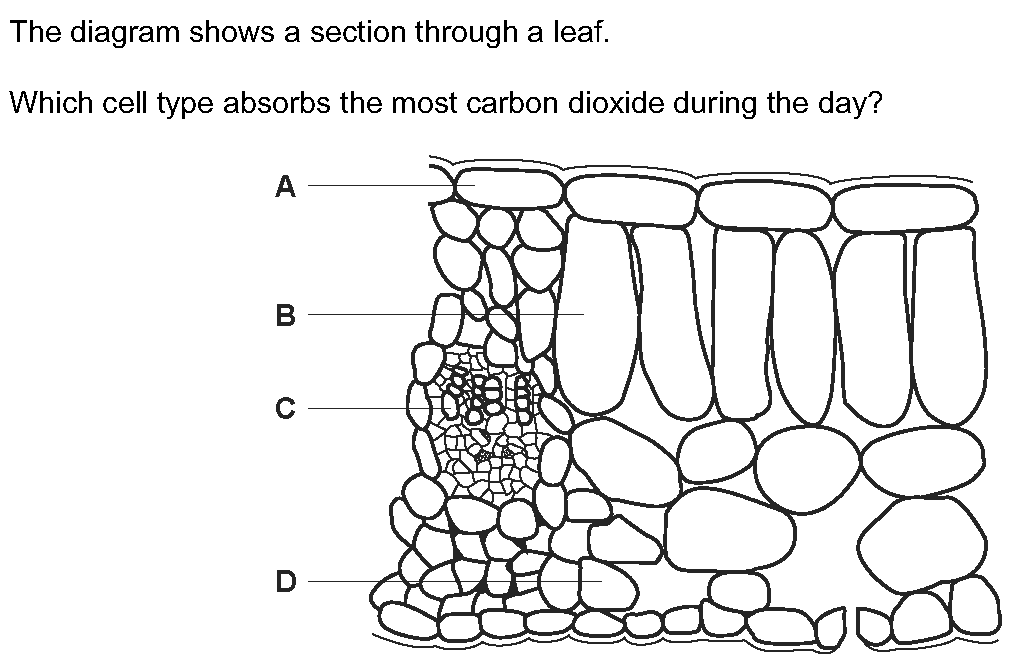 The diagram shows a section through a leaf.
Which cell type absorbs the most carbon dioxide during the day?
A
B
C
D